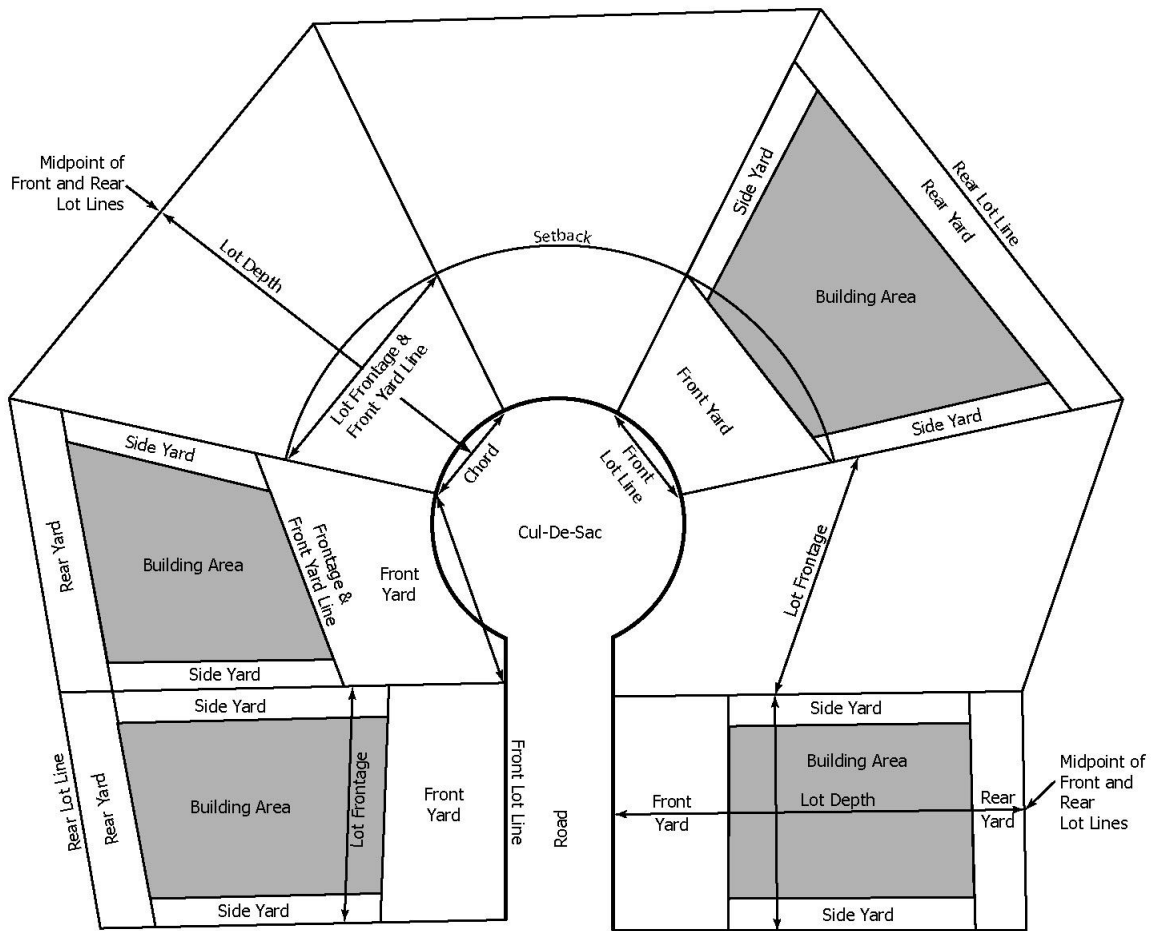 Midpoint of
Front and Rear
Lot Lines
Lot Depth
Setback
Side Yard
Rear Yard
Rear Lot Line
Building Area
Lot Frontage &
Front Yard Line
Front Yard
Side Yard
Chord
Front
Lot Line
Side Yard
Rear Yard
Building Area
Frontage &
Front Yard Line
Front
Yard
Cul-De-Sac
Lot Frontage
Side Yard
Side Yard
Rear Lot Line
Rear Yard
Building Area
Lot Frontage
Front
Yard
Front Lot Line
Side Yard
Road
Side Yard
Building Area
Front
Yard
Lot Depth
Rear
Yard
Midpoint of
Front and
Rear
Lot Lines
Side Yard